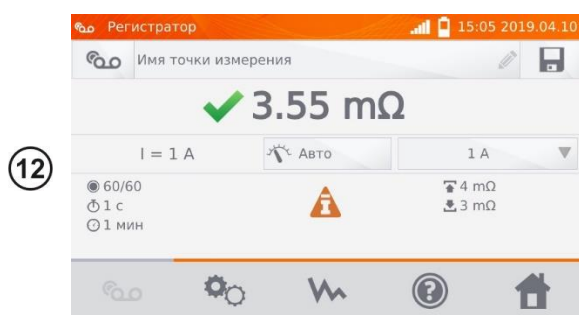 Регистратор 15:05 2019.04.10
Имя точки измерения
3.55 mΩ
I = 1 A Авто 1 A
12
60/60 4 mΩ
1 с 3 mΩ
1 мин